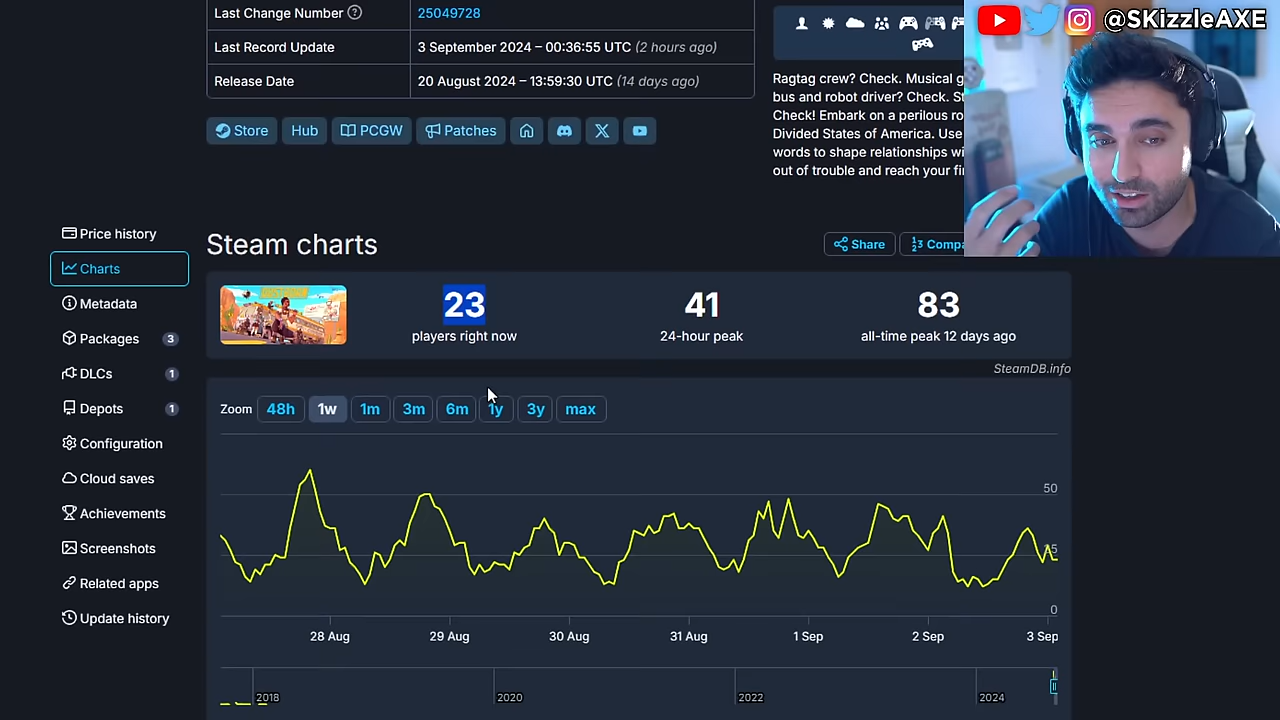 Last Change Number
25049728
Last Record Update
3 September 2024 – 00:36:55 UTC (2 hours ago)
Release Date
20 August 2024 – 13:59:30 UTC (14 days ago)
@SKizzleAXE
Ragtag crew? Check. Musical
bus and robot driver? Check.
Check! Embark on a perilous
Divided States of America. Use
words to shape relationships
out of trouble and reach your
Store
Hub
PCGW
Patches
Price history
Charts
Metadata
Packages 3
DLCs 1
Depots 1
Configuration
Cloud saves
Achievements
Screenshots
Related apps
Update history
Steam charts
Share
23
players right now
41
24-hour peak
83
all-time peak 12 days ago
SteamDB.info
Zoom 48h 1w 1m 3m 6m 1y 3y max
50
25
0
28 Aug 29 Aug 30 Aug 31 Aug 1 Sep 2 Sep 3 Sep
2018 2020 2022 2024